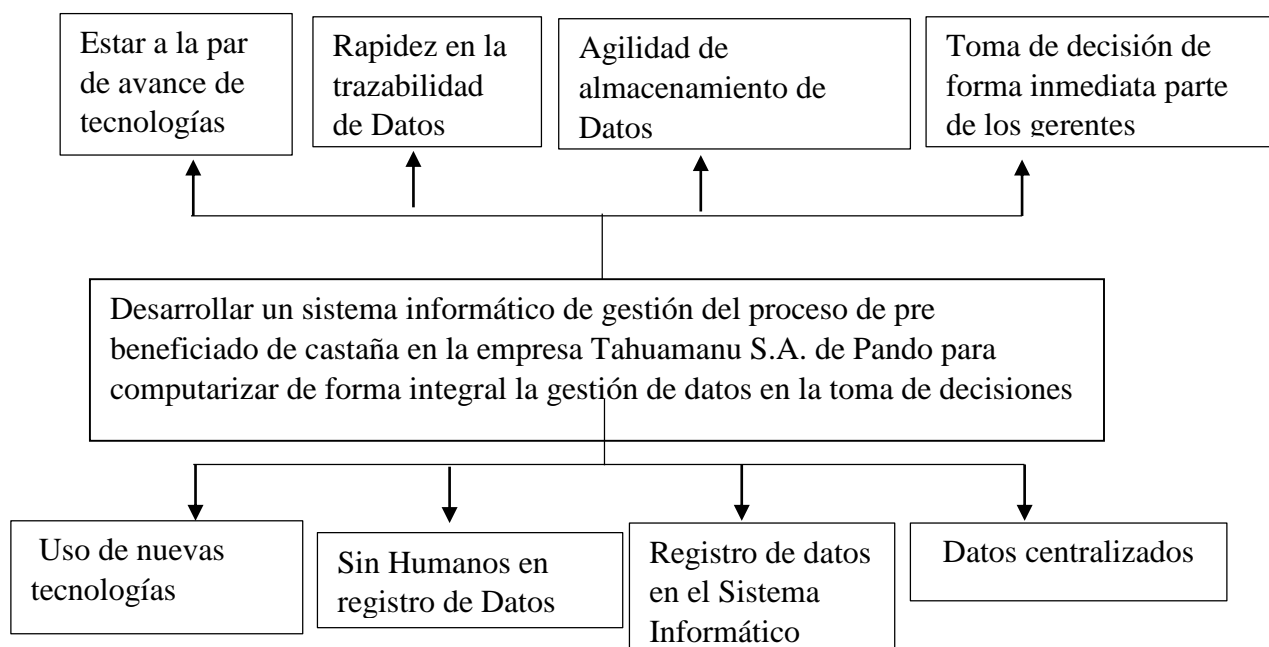 Estar a la par
de avance de
tecnologías
Rapidez en la
trazabilidad
de Datos
Agilidad de
almacenamiento de
Datos
Toma de decisión de
forma inmediata parte
de los gerentes
Desarrollar un sistema informático de gestión del proceso de pre
beneficiado de castaña en la empresa Tahuamanu S.A. de Pando para
computarizar de forma integral la gestión de datos en la toma de decisiones
Uso de nuevas
tecnologías
Sin Humanos en
registro de Datos
Registro de datos
en el Sistema
Informático
Datos centralizados